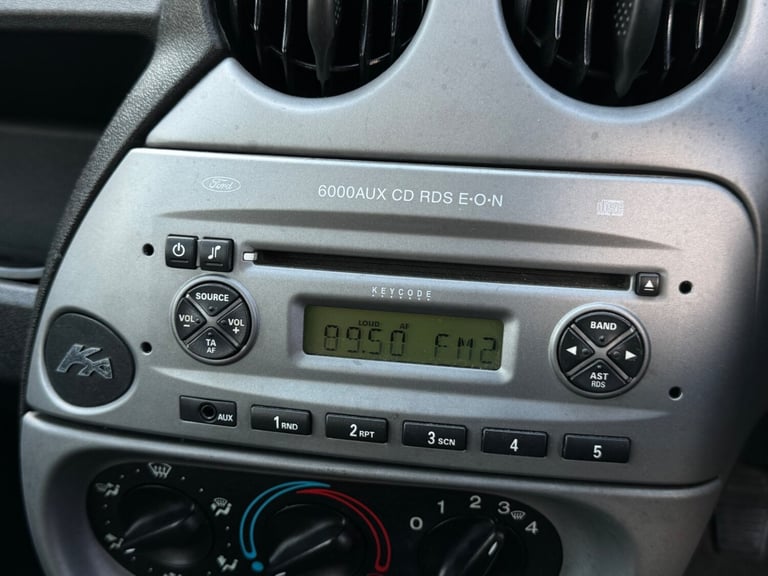 Ford
6000AUX CD RDS E·O·N
disc
KEYCODE
SOURCE
VOL - VOL +
TA
AF
LOUD AF
89.50 FM2
BAND
AST
RDS
KA
AUX 1 RND 2 RPT 3 SCN 4 5
0 1 2 3 4